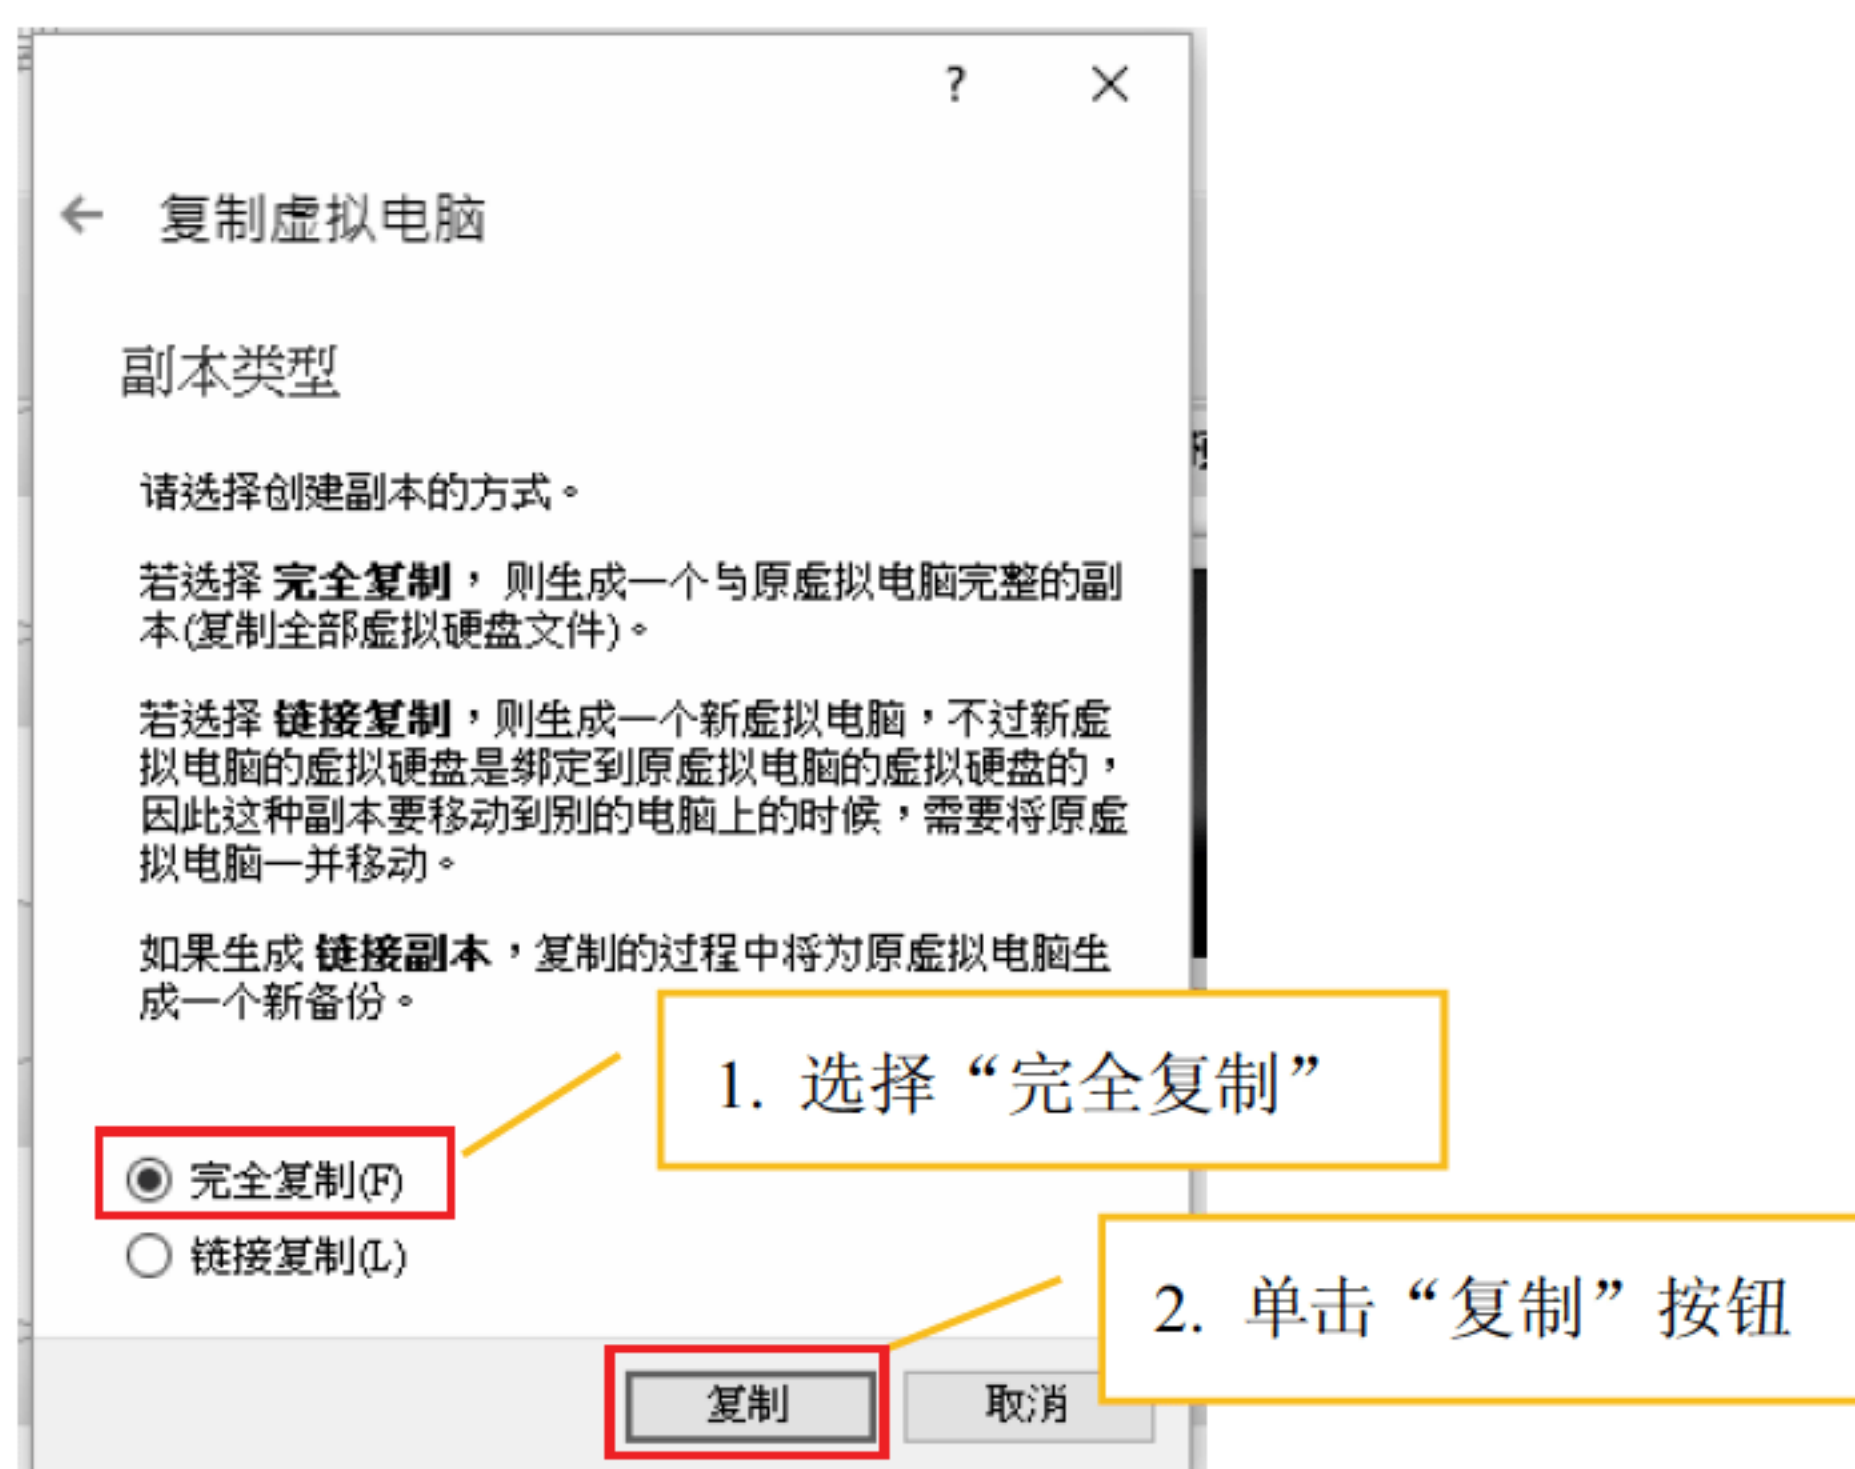 ?
复制虚拟电脑
副本类型
请选择创建副本的方式。
若选择 完全复制， 则生成一个与原虚拟电脑完整的副
本(复制全部虚拟硬盘文件)。
若选择 链接复制，则生成一个新虚拟电脑，不过新虚
拟电脑的虚拟硬盘是绑定到原虚拟电脑的虚拟硬盘的，
因此这种副本要移动到别的电脑上的时候，需要将原虚
拟电脑一并移动。
如果生成 链接副本，复制的过程中将为原虚拟电脑生
成一个新备份。
1. 选择“完全复制”
完全复制(F)
链接复制(L)
2. 单击“复制”按钮
复制
取消